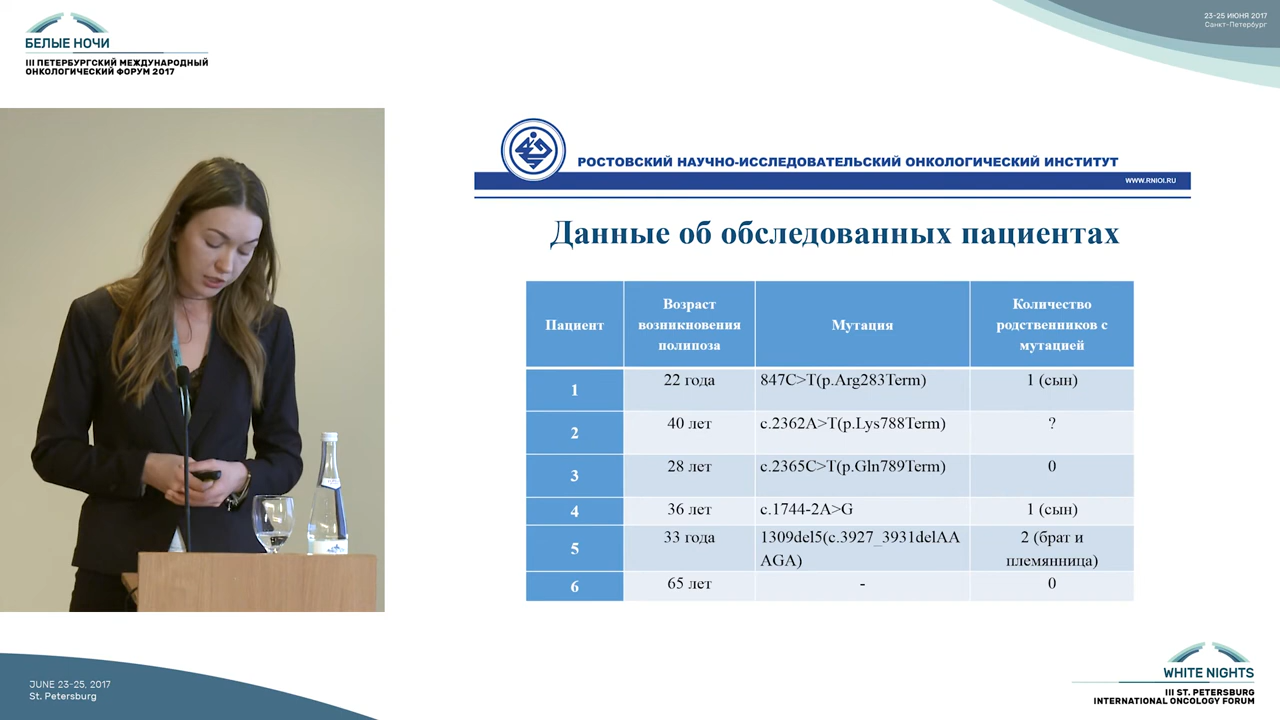 БЕЛЫЕ НОЧИ
III ПЕТЕРБУРГСКИЙ МЕЖДУНАРОДНЫЙ
ОНКОЛОГИЧЕСКИЙ ФОРУМ 2017
23-25 ИЮНЯ 2017
Санкт-Петербург
РОСТОВСКИЙ НАУЧНО-ИССЛЕДОВАТЕЛЬСКИЙ ОНКОЛОГИЧЕСКИЙ ИНСТИТУТ
WWW.RNIOI.RU
Данные об обследованных пациентах
Пациент
Возраст
возникновения
полипоза
Мутация
Количество
родственников с
мутацией
1
22 года
847C>T(p.Arg283Term)
1 (сын)
2
40 лет
c.2362A>T(p.Lys788Term)
?
3
28 лет
c.2365C>T(p.Gln789Term)
0
4
36 лет
c.1744-2A>G
1 (сын)
5
33 года
1309del5(c.3927_3931delAA
AGA)
2 (брат и
племянница)
6
65 лет
-
0
JUNE 23-25, 2017
St. Petersburg
WHITE NIGHTS
III ST. PETERSBURG
INTERNATIONAL ONCOLOGY FORUM